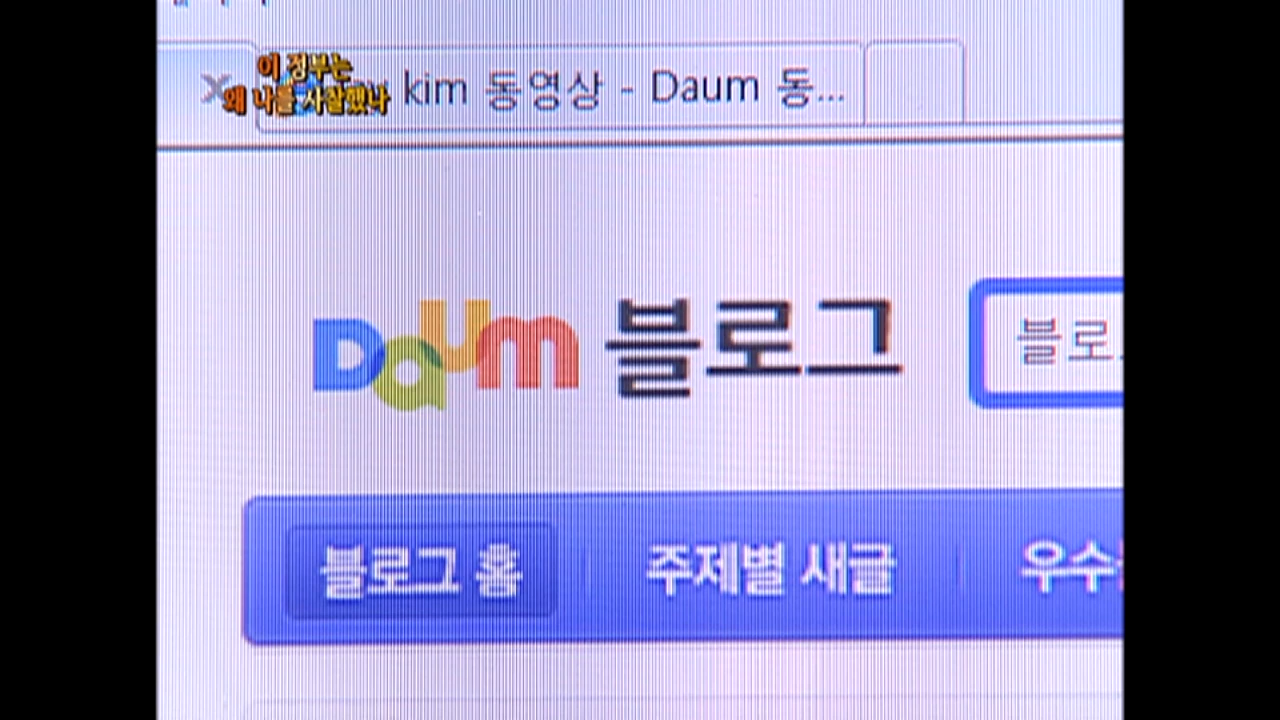 이 정부는
왜 나를 사찰했나
kim 동영상 - Daum 동...
Daum 블로그
블로
블로그 홈
주제별 새글
우수